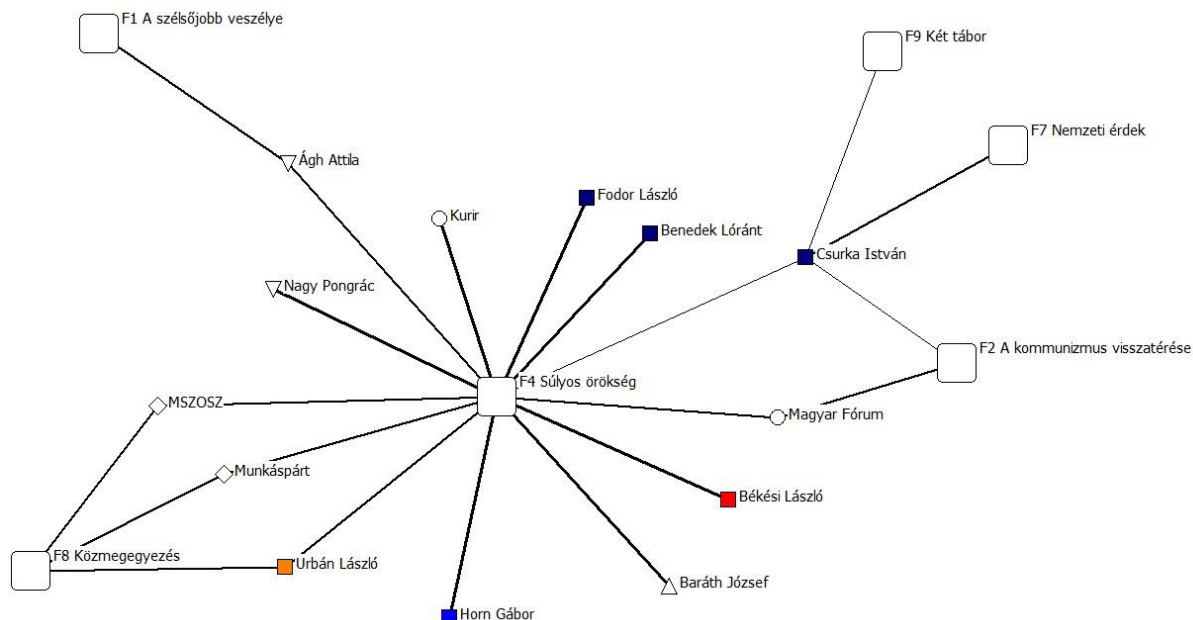 F1 A szélsőjobb veszélye
F9 Két tábor
F7 Nemzeti érdek
Ágh Attila
Fodor László
Kurir
Benedek Lóránt
Csurka István
Nagy Pongrác
F2 A kommunizmus visszatérése
F4 Súlyos örökség
MSZOSZ
Magyar Fórum
Munkáspárt
Békési László
F8 Közmegegyezés
Urbán László
Baráth József
Horn Gábor